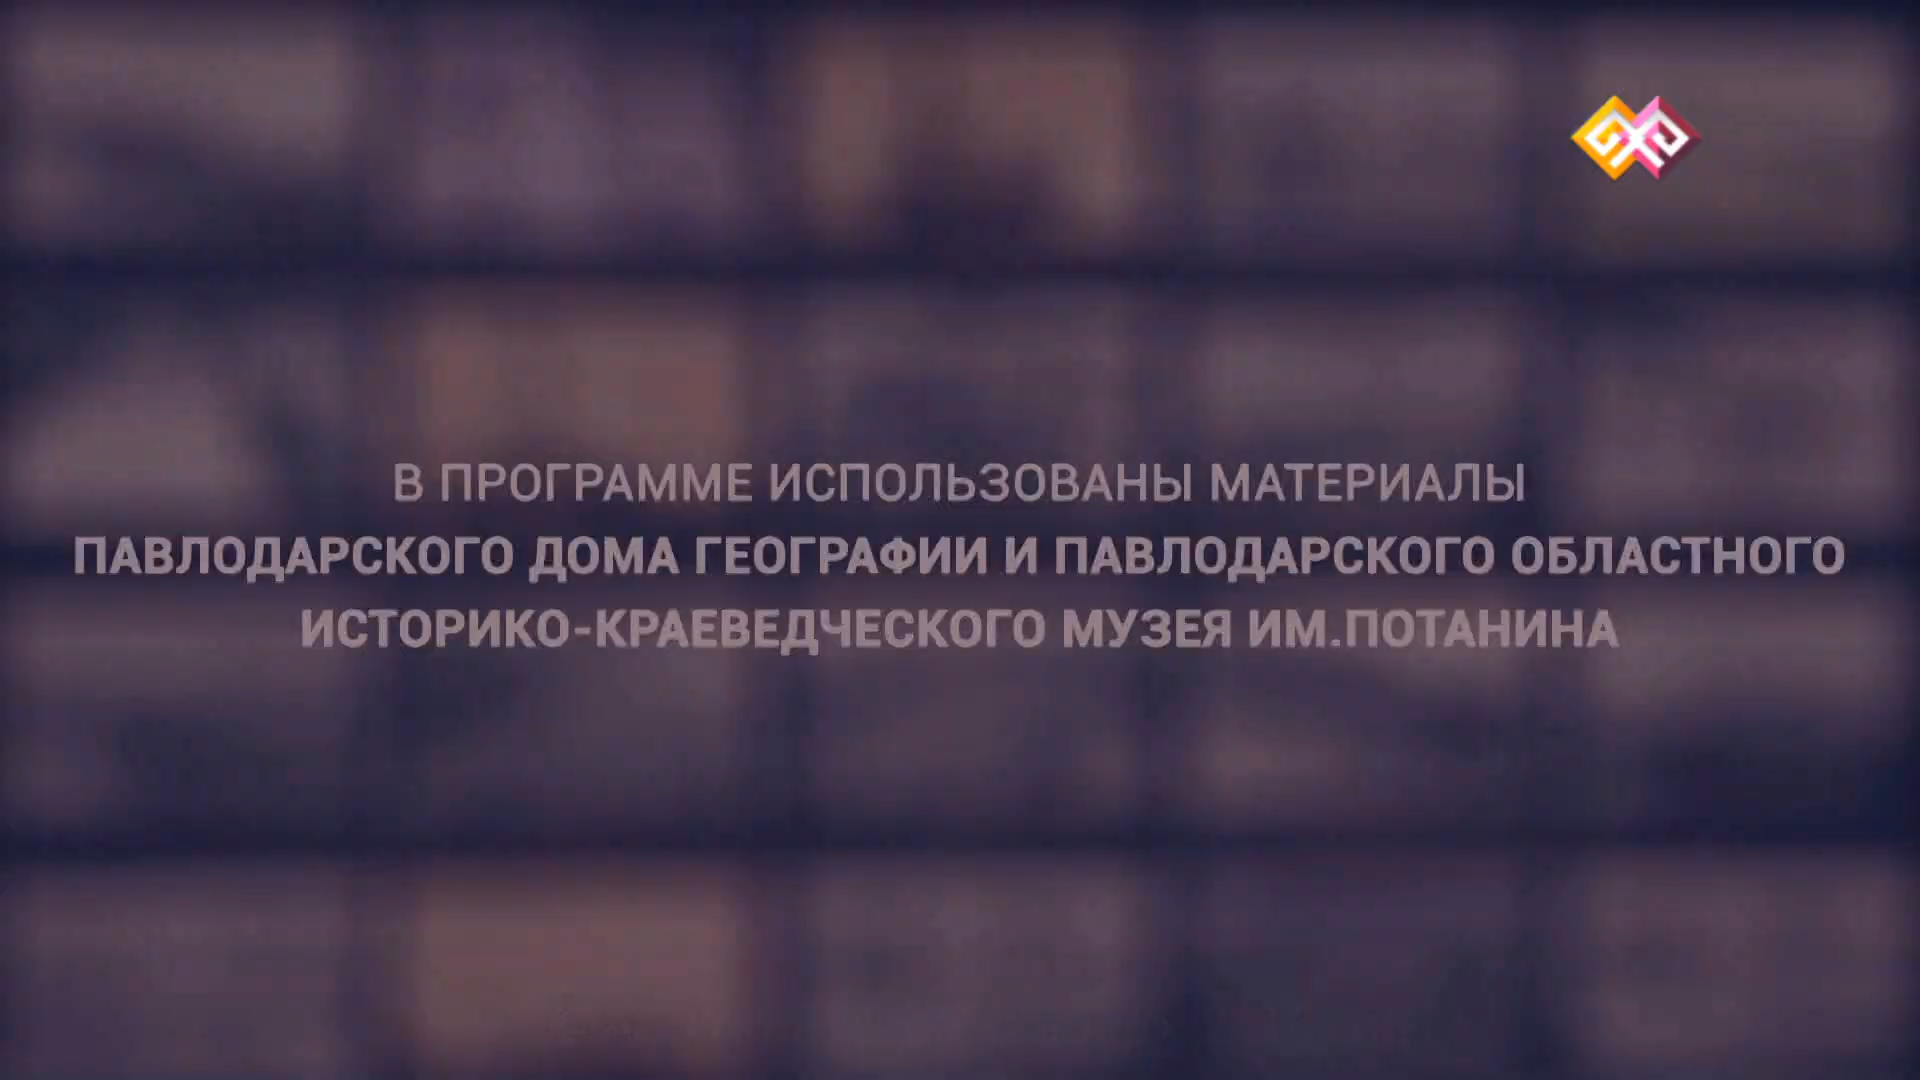 В ПРОГРАММЕ ИСПОЛЬЗОВАНЫ МАТЕРИАЛЫ
ПАВЛОДАРСКОГО ДОМА ГЕОГРАФИИ И ПАВЛОДАРСКОГО ОБЛАСТНОГО
ИСТОРИКО-КРАЕВЕДЧЕСКОГО МУЗЕЯ ИМ.ПОТАНИНА